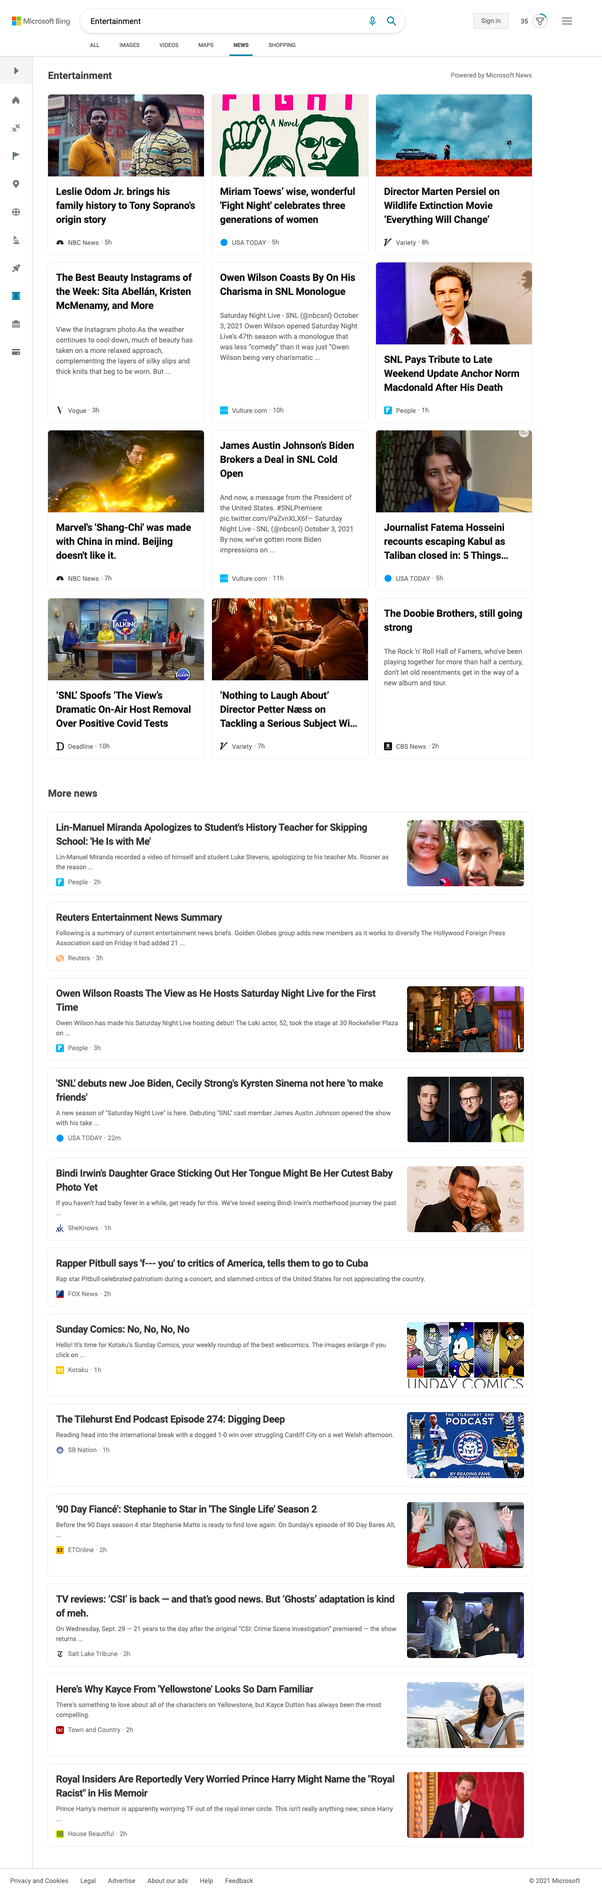 Microsoft Bing
Entertainment
Sign in
35
ALL
IMAGES
VIDEOS
MAPS
NEWS
SHOPPING
Entertainment
Powered by Microsoft News
FIGHT
A Novel
Leslie Odom Jr. brings his
family history to Tony Soprano's
origin story
NBC News · 5h
Miriam Toews' wise, wonderful
'Fight Night' celebrates three
generations of women
USA TODAY · 5h
Director Marten Persiel on
Wildlife Extinction Movie
‘Everything Will Change’
Variety · 8h
The Best Beauty Instagrams of
the Week: Sita Abellán, Kristen
McMenamy, and More
View the Instagram photo.As the weather
continues to cool down, much of beauty has
taken on a more relaxed approach,
complementing the layers of silky slips and
thick knits that beg to be worn. But ...
Vogue · 3h
Owen Wilson Coasts By On His
Charisma in SNL Monologue
Saturday Night Live - SNL (@nbcsnl) October
3, 2021 Owen Wilson opened Saturday Night
Live's 47th season with a monologue that
was less “comedy” than it was just “Owen
Wilson being very charismatic ...
Vulture.com · 10h
SNL Pays Tribute to Late
Weekend Update Anchor Norm
Macdonald After His Death
People · 1h
Marvel's 'Shang-Chi' was made
with China in mind. Beijing
doesn't like it.
NBC News · 7h
James Austin Johnson's Biden
Brokers a Deal in SNL Cold
Open
And now, a message from the President of
the United States. #SNLPremiere
pic.twitter.com/PaZvnXLX6f— Saturday
Night Live - SNL (@nbcsnl) October 3, 2021
By now, we've gotten more Biden
impressions on ...
Vulture.com · 11h
Journalist Fatema Hosseini
recounts escaping Kabul as
Taliban closed in: 5 Things...
USA TODAY · 5h
TALKING
‘SNL’ Spoofs ‘The View’s
Dramatic On-Air Host Removal
Over Positive Covid Tests
Deadline · 10h
‘Nothing to Laugh About’
Director Petter Næss on
Tackling a Serious Subject Wi...
Variety · 7h
The Doobie Brothers, still going
strong
The Rock 'n' Roll Hall of Famers, who've been
playing together for more than half a century,
don't let old resentments get in the way of a
new album and tour.
CBS News · 2h
More news
Lin-Manuel Miranda Apologizes to Student's History Teacher for Skipping
School: 'He Is with Me'
Lin-Manuel Miranda recorded a video of himself and student Luke Stevens, apologizing to his teacher Ms. Rosner as
the reason ...
People · 2h
Reuters Entertainment News Summary
Following is a summary of current entertainment news briefs. Golden Globes group adds new members as it works to diversify The Hollywood Foreign Press
Association said on Friday it had added 21 ...
Reuters · 3h
Owen Wilson Roasts The View as He Hosts Saturday Night Live for the First
Time
Owen Wilson has made his Saturday Night Live hosting debut! The Loki actor, 52, took the stage at 30 Rockefeller Plaza
on ...
People · 3h
'SNL' debuts new Joe Biden, Cecily Strong's Kyrsten Sinema not here 'to make
friends'
A new season of "Saturday Night Live" is here. Debuting "SNL" cast member James Austin Johnson opened the show
with his take ...
USA TODAY · 22m
Bindi Irwin's Daughter Grace Sticking Out Her Tongue Might Be Her Cutest Baby
Photo Yet
If you haven't had baby fever in a while, get ready for this. We've loved seeing Bindi Irwin's motherhood journey the past
...
SheKnows · 1h
Rapper Pitbull says 'f--- you' to critics of America, tells them to go to Cuba
Rap star Pitbull celebrated patriotism during a concert, and slammed critics of the United States for not appreciating the country.
FOX News · 2h
Sunday Comics: No, No, No, No
Hello! It's time for Kotaku's Sunday Comics, your weekly roundup of the best webcomics. The images enlarge if you
click on ...
Kotaku · 1h
UNDAY COMICS
The Tilehurst End Podcast Episode 274: Digging Deep
Reading head into the international break with a dogged 1-0 win over struggling Cardiff City on a wet Welsh afternoon.
SB Nation · 1h
THE TILEHURST END
PODCAST
BY READING FANS
'90 Day Fiancé': Stephanie to Star in 'The Single Life' Season 2
Before the 90 Days season 4 star Stephanie Matto is ready to find love again. On Sunday's episode of 90 Day Bares All,
...
ETOnline · 2h
TV reviews: ‘CSI’ is back — and that’s good news. But ‘Ghosts’ adaptation is kind
of meh.
On Wednesday, Sept. 29 — 21 years to the day after the original “CSI: Crime Scene Investigation” premiered — the show
returns ...
Salt Lake Tribune · 2h
Here's Why Kayce From 'Yellowstone' Looks So Darn Familiar
There's something to love about all of the characters on Yellowstone, but Kayce Dutton has always been the most
compelling.
Town and Country · 2h
Royal Insiders Are Reportedly Very Worried Prince Harry Might Name the "Royal
Racist" in His Memoir
Prince Harry's memoir is apparently worrying TF out of the royal inner circle. This isn't really anything new; since Harry
...
House Beautiful · 2h
Privacy and Cookies
Legal
Advertise
About our ads
Help
Feedback
© 2021 Microsoft